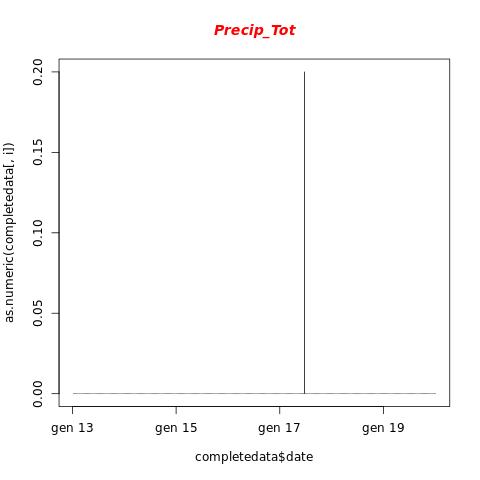 Precip_Tot
as.numeric(completedata[, i])
0.20
0.15
0.10
0.05
0.00
gen 13 gen 15 gen 17 gen 19
completedata$date